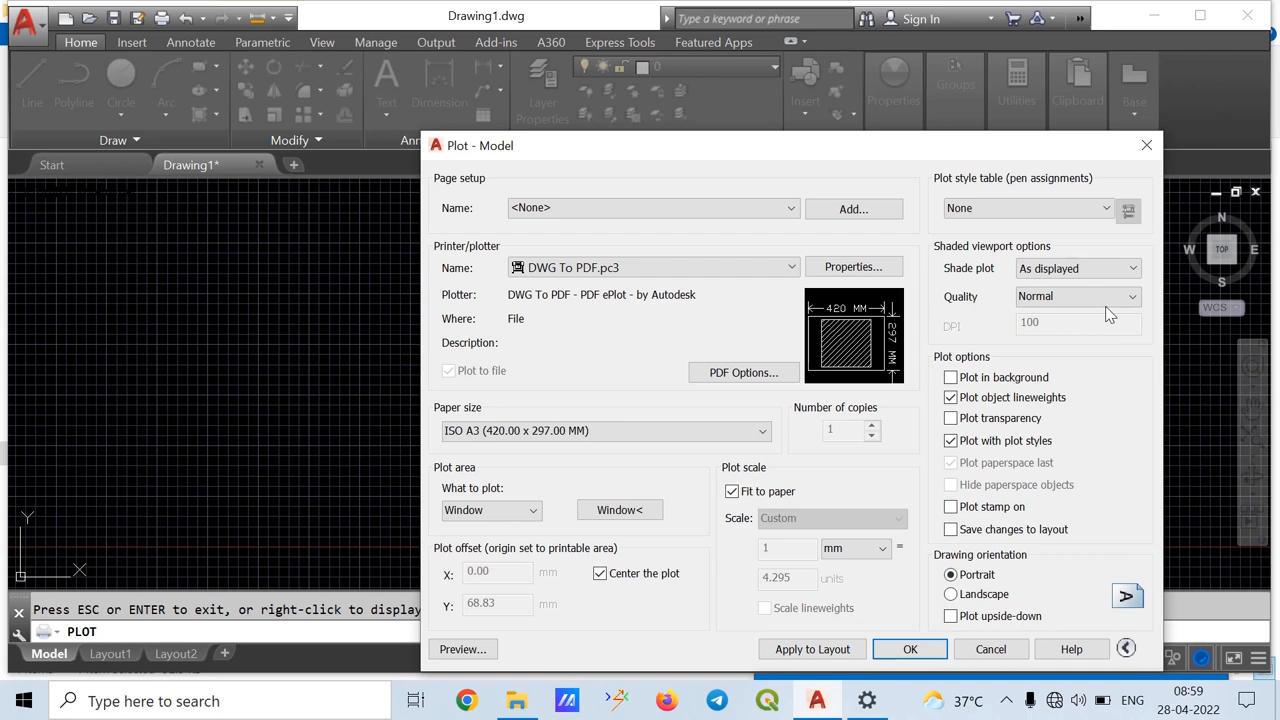 Drawing1.dwg
Type a keyword or phrase
Sign In
Home Insert Annotate Parametric View Manage Output Add-ins A360 Express Tools Featured Apps
0
Line Polyline Circle Arc Text Dimension Layer Properties Insert Properties Groups Utilities Clipboard Base
Draw Modify Ann
Start Drawing1*
Plot - Model
Page setup
Name: <None> Add...
Printer/plotter
Name: DWG To PDF.pc3 Properties...
Plotter: DWG To PDF - PDF ePlot - by Autodesk
Where: File
Description:
Plot to file PDF Options...
420 MM
297 MM
Paper size
ISO A3 (420.00 x 297.00 MM)
Number of copies
1
Plot area
What to plot:
Window Window<
Plot offset (origin set to printable area)
X: 0.00 mm Center the plot
Y: 68.83 mm
Plot scale
Fit to paper
Scale: Custom
1 mm =
4.295 units
Scale lineweights
Plot style table (pen assignments)
None
Shaded viewport options
Shade plot As displayed
Quality Normal
DPI 100
Plot options
Plot in background
Plot object lineweights
Plot transparency
Plot with plot styles
Plot paperspace last
Hide paperspace objects
Plot stamp on
Save changes to layout
Drawing orientation
Portrait
Landscape
Plot upside-down
A
Preview... Apply to Layout OK Cancel Help
N
W TOP E
S
WCS
Y
X
Press ESC or ENTER to exit, or right-click to display
PLOT
Model Layout1 Layout2 +
Type here to search
37°C ENG
08:59
28-04-2022